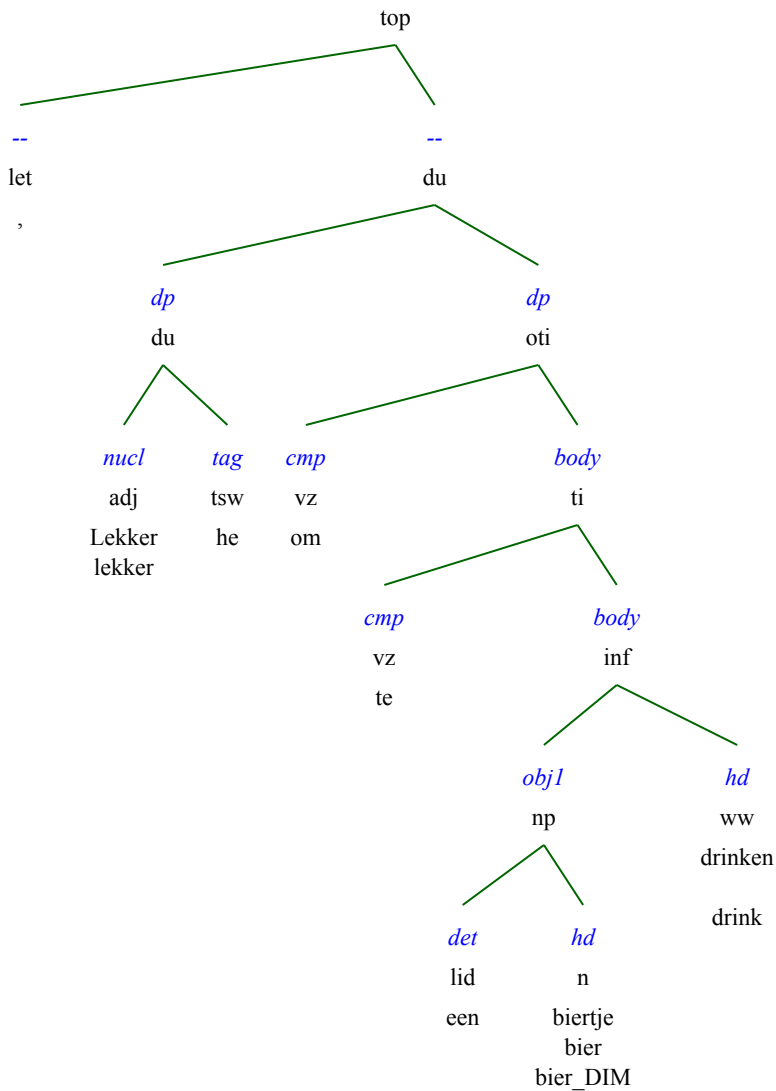 top
-- --
let du
,
dp dp
du oti
nucl tag cmp body
adj tsw vz ti
Lekker he om
lekker
cmp body
vz inf
te
obj1 hd
np ww
drinken
drink
det hd
lid n
een biertje
bier
bier_DIM